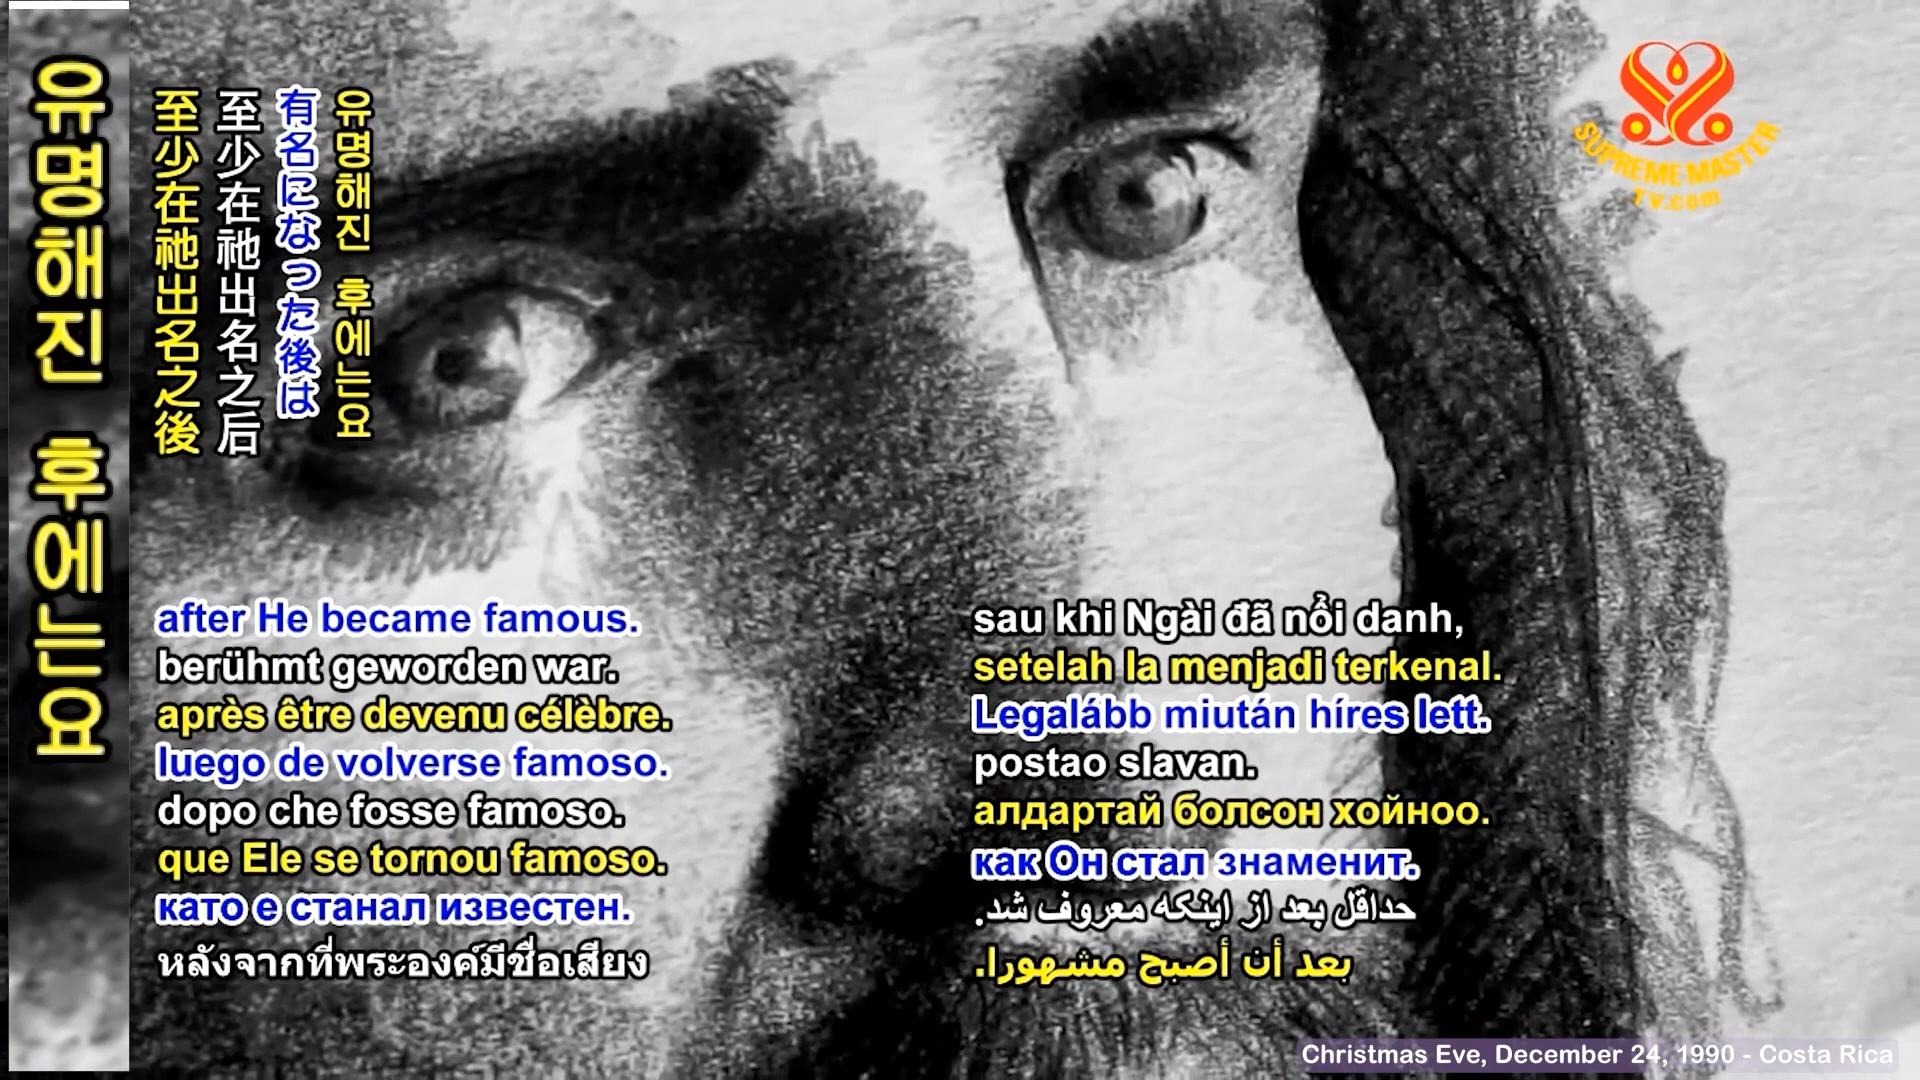 유명해진 후에는요
至少在祂出名之後
至少在祂出名之后
有名になった後は
유명해진 후에는요
SUPREME MASTER
TV.com
after He became famous.
berühmt geworden war.
après être devenu célèbre.
luego de volverse famoso.
dopo che fosse famoso.
que Ele se tornou famoso.
като е станал известен.
หลังจากที่พระองค์มีชื่อเสียง
sau khi Ngài đã nổi danh,
setelah Ia menjadi terkenal.
Legalább miután híres lett.
postao slavan.
алдартай болсон хойноо.
как Он стал знаменит.
حداقل بعد از اینکه معروف شد.
بعد أن أصبح مشهورا.
Christmas Eve, December 24, 1990 - Costa Rica